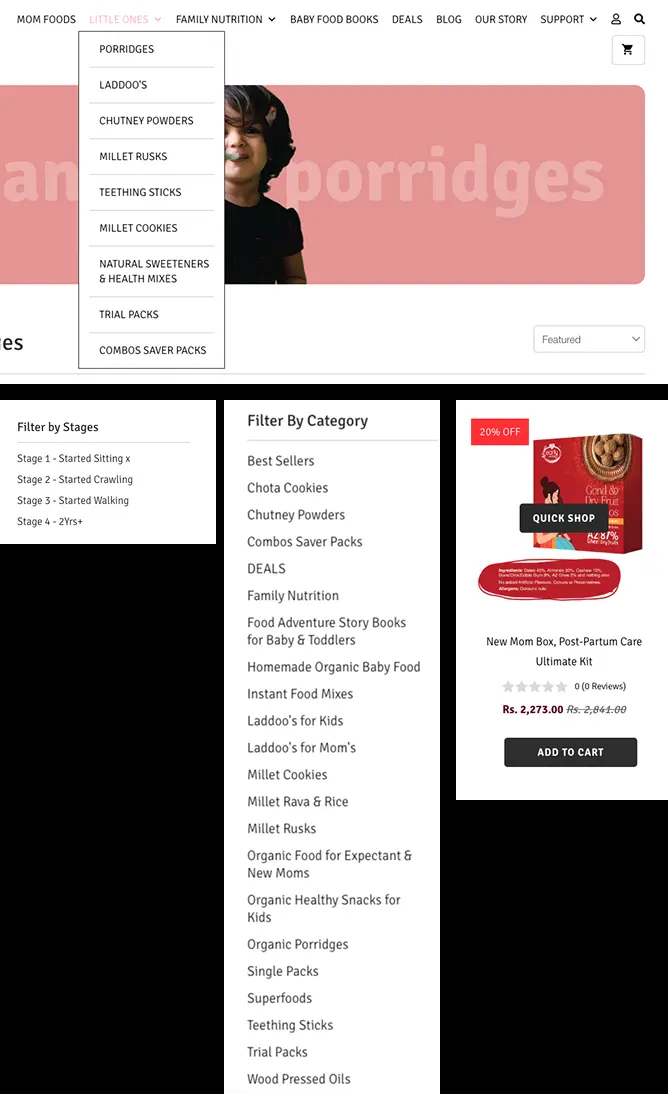 MOM FOODS LITTLE ONES FAMILY NUTRITION BABY FOOD BOOKS DEALS BLOG OUR STORY SUPPORT
PORRIDGES
LADDOO'S
CHUTNEY POWDERS
MILLET RUSKS
TEETHING STICKS
MILLET COOKIES
NATURAL SWEETENERS
& HEALTH MIXES
TRIAL PACKS
COMBOS SAVER PACKS
an porridges
es
Featured
Filter by Stages
Stage 1 - Started Sitting x
Stage 2 - Started Crawling
Stage 3 - Started Walking
Stage 4 - 2Yrs+
Filter By Category
Best Sellers
Chota Cookies
Chutney Powders
Combos Saver Packs
DEALS
Family Nutrition
Food Adventure Story Books
for Baby & Toddlers
Homemade Organic Baby Food
Instant Food Mixes
Laddoo's for Kids
Laddoo's for Mom's
Millet Cookies
Millet Rava & Rice
Millet Rusks
Organic Food for Expectant &
New Moms
Organic Healthy Snacks for
Kids
Organic Porridges
Single Packs
Superfoods
Teething Sticks
Trial Packs
Wood Pressed Oils
20% OFF
early
Gond &
Dry Fruit
QUICK SHOP
New Mom Box, Post-Partum Care
Ultimate Kit
0 (0 Reviews)
Rs. 2,273.00 Rs. 2,841.00
ADD TO CART